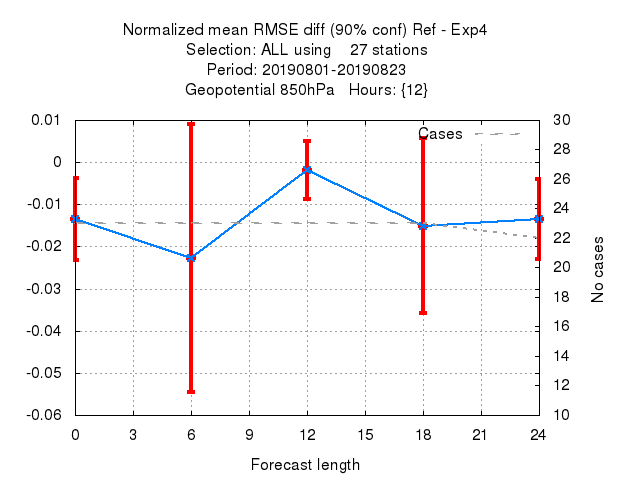 Normalized mean RMSE diff (90% conf) Ref - Exp4
Selection: ALL using    27 stations
Period: 20190801-20190823
Geopotential 850hPa   Hours: {12}
Cases
0.01
0
-0.01
-0.02
-0.03
-0.04
-0.05
-0.06
30
28
26
24
22
20
18
16
14
12
10
No cases
0 3 6 9 12 15 18 21 24
Forecast length